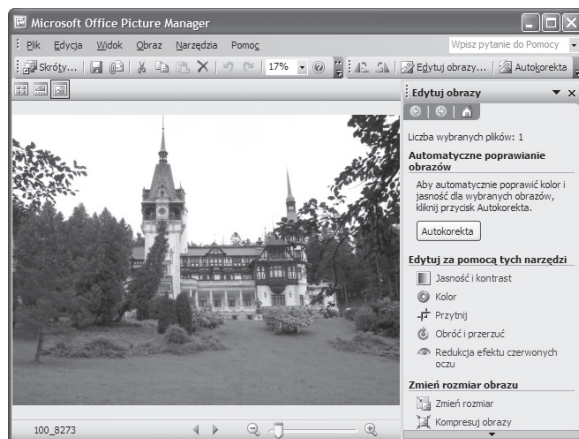 Microsoft Office Picture Manager
Plik Edycja Widok Obraz Narzędzia Pomoc Wpisz pytanie do Pomocy
Skróty... 17% Edytuj obrazy... Autokorekta
Edytuj obrazy
Liczba wybranych plików: 1
Automatyczne poprawianie
obrazów
Aby automatycznie poprawić kolor i
jasność dla wybranych obrazów,
kliknij przycisk Autokorekta.
Autokorekta
Edytuj za pomocą tych narzędzi
Jasność i kontrast
Kolor
Przytnij
Obróć i przerzuć
Redukcja efektu czerwonych
oczu
Zmień rozmiar obrazu
Zmień rozmiar
Kompresuj obrazy
100_8273